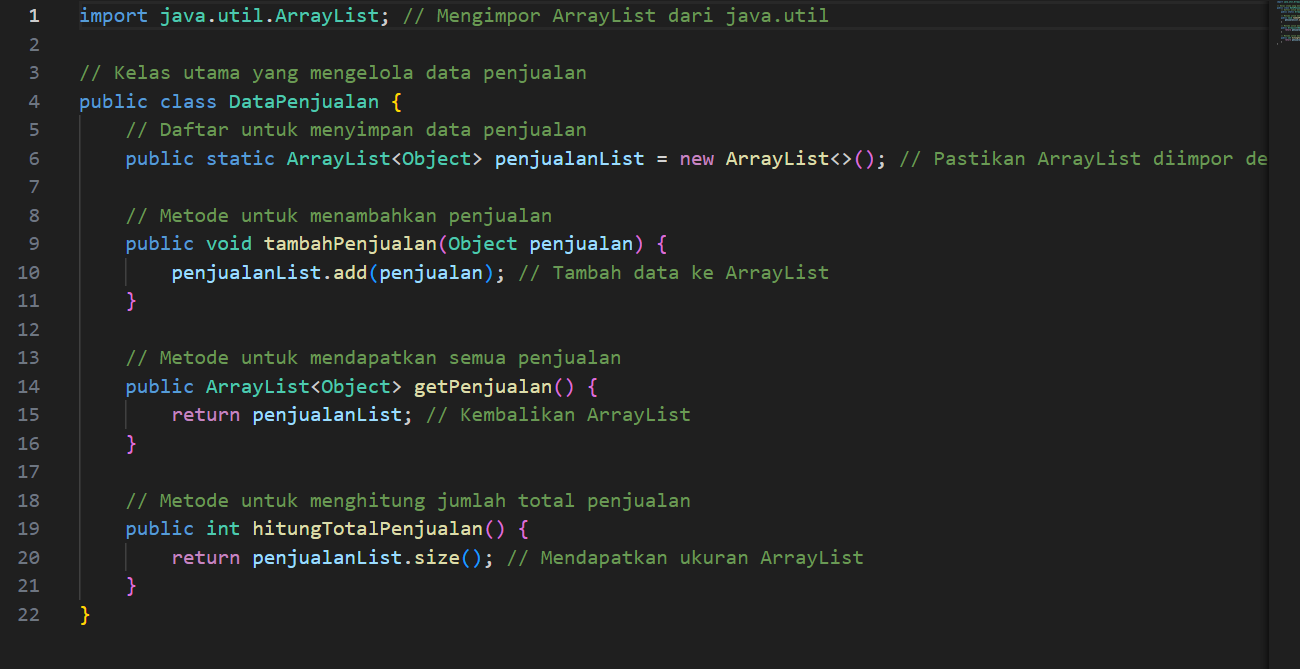 1 import java.util.ArrayList; // Mengimpor ArrayList dari java.util
2
3 // Kelas utama yang mengelola data penjualan
4 public class DataPenjualan {
5     // Daftar untuk menyimpan data penjualan
6     public static ArrayList<Object> penjualanList = new ArrayList<>(); // Pastikan ArrayList diimpor de
7
8     // Metode untuk menambahkan penjualan
9     public void tambahPenjualan(Object penjualan) {
10         penjualanList.add(penjualan); // Tambah data ke ArrayList
11     }
12
13     // Metode untuk mendapatkan semua penjualan
14     public ArrayList<Object> getPenjualan() {
15         return penjualanList; // Kembalikan ArrayList
16     }
17
18     // Metode untuk menghitung jumlah total penjualan
19     public int hitungTotalPenjualan() {
20         return penjualanList.size(); // Mendapatkan ukuran ArrayList
21     }
22 }